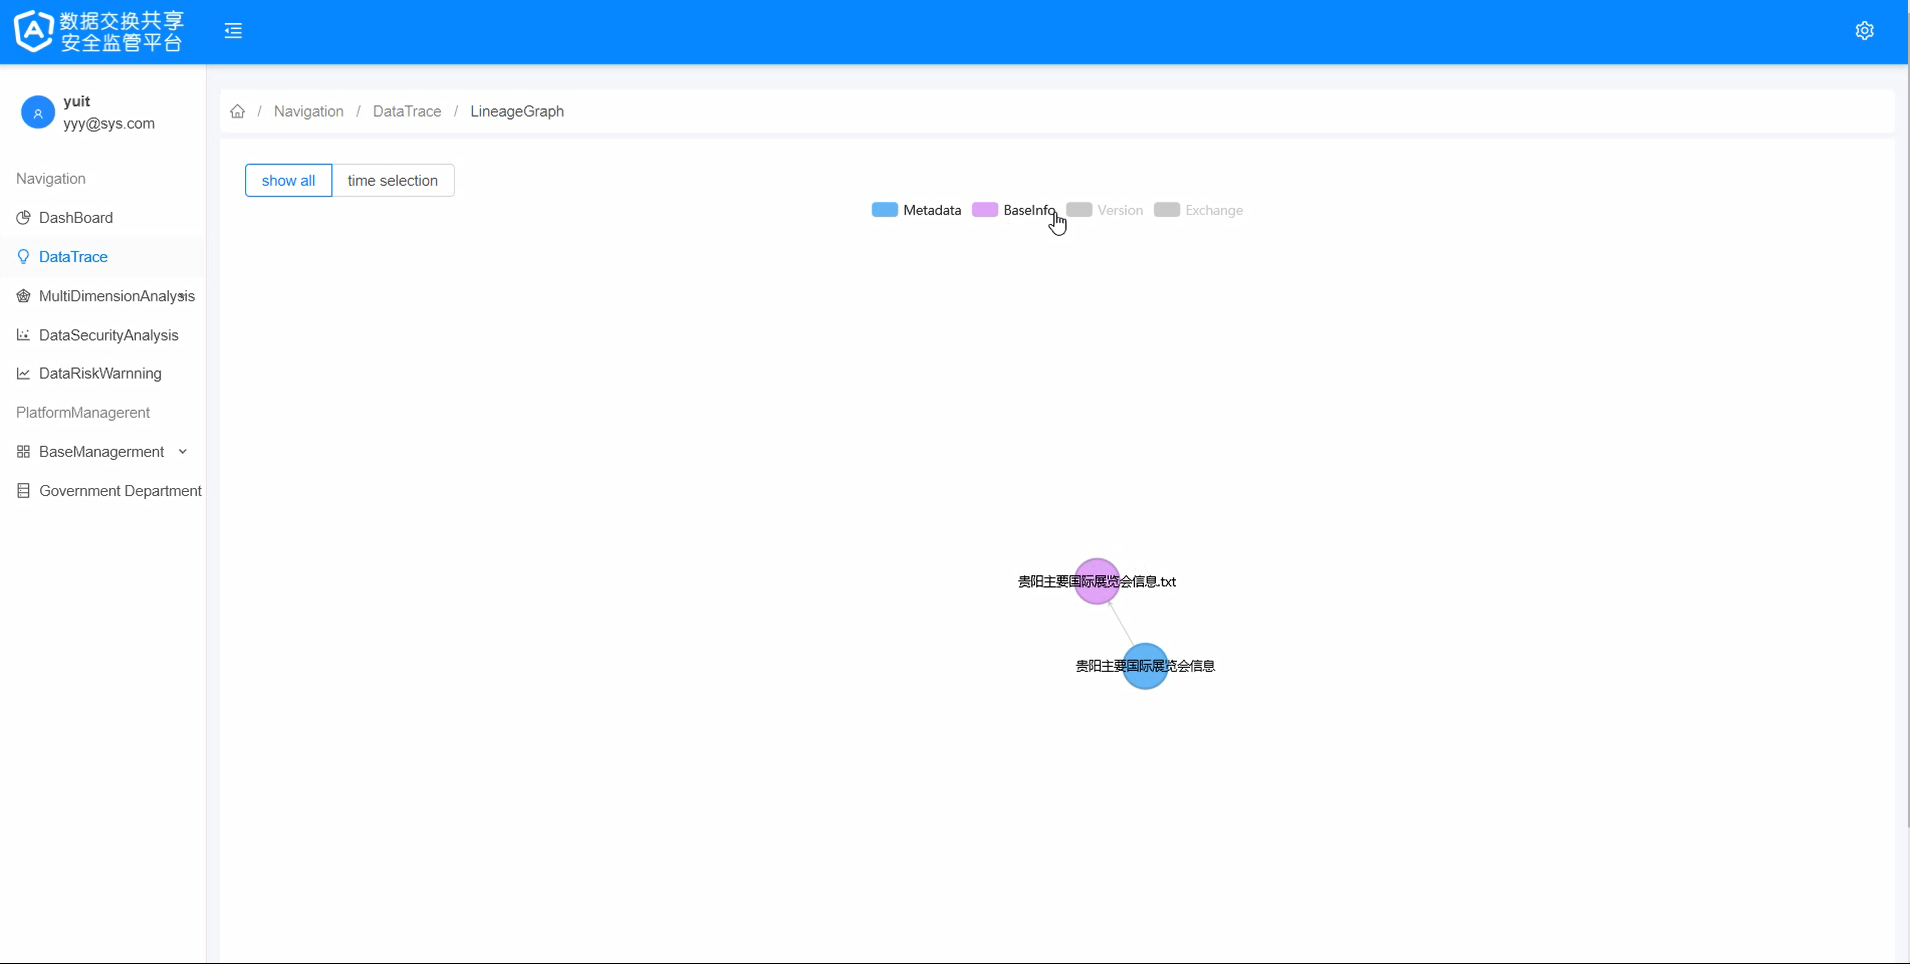 数据交换共享
安全监管平台
yuit
yyy@sys.com
/ Navigation / DataTrace / LineageGraph
show all time selection
Metadata BaseInfo Version Exchange
Navigation
DashBoard
DataTrace
MultiDimensionAnalysis
DataSecurityAnalysis
DataRiskWarnning
PlatformManagerent
BaseManagerment
Government Department
贵阳主要国际展览会信息.txt
贵阳主要国际展览会信息